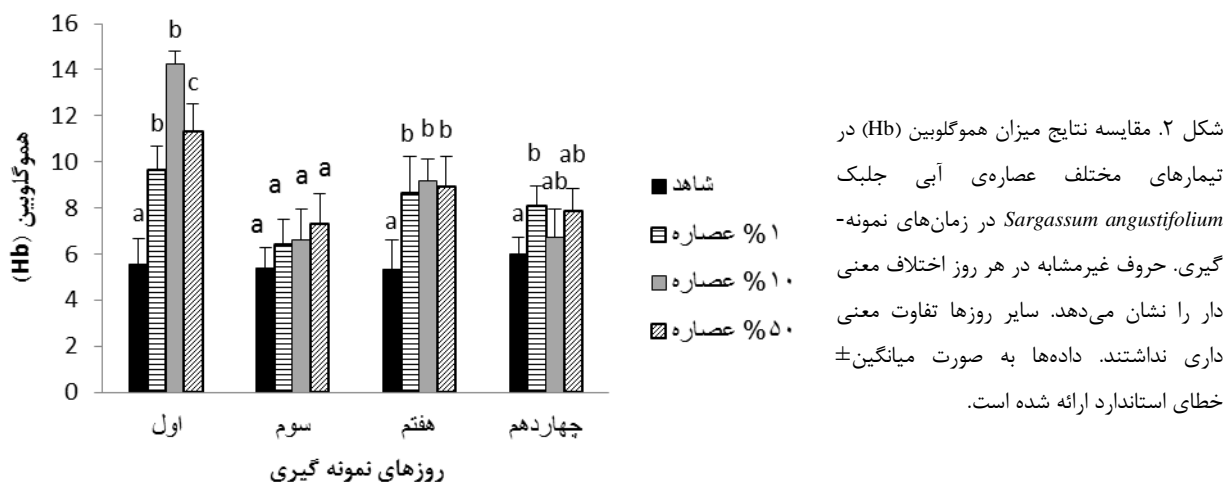 16
14
12
10
8
6
4
2
0
هموگلوبین (Hb)
a
b
b
c
a
a
a
a
a
b
b
b
a
b
ab
ab
اول
سوم
هفتم
چهاردهم
روزهای نمونه گیری
شاهد
۱% عصاره
۱۰% عصاره
۵۰% عصاره
شکل ۲. مقایسه نتایج میزان هموگلوبین (Hb) در
تیمارهای مختلف عصاره‌ی آبی جلبک
Sargassum angustifolium در زمان‌های نمونه-
گیری. حروف غیرمشابه در هر روز اختلاف معنی
دار را نشان می‌دهد. سایر روزها تفاوت معنی
داری نداشتند. داده‌ها به صورت میانگین±
خطای استاندارد ارائه شده است.